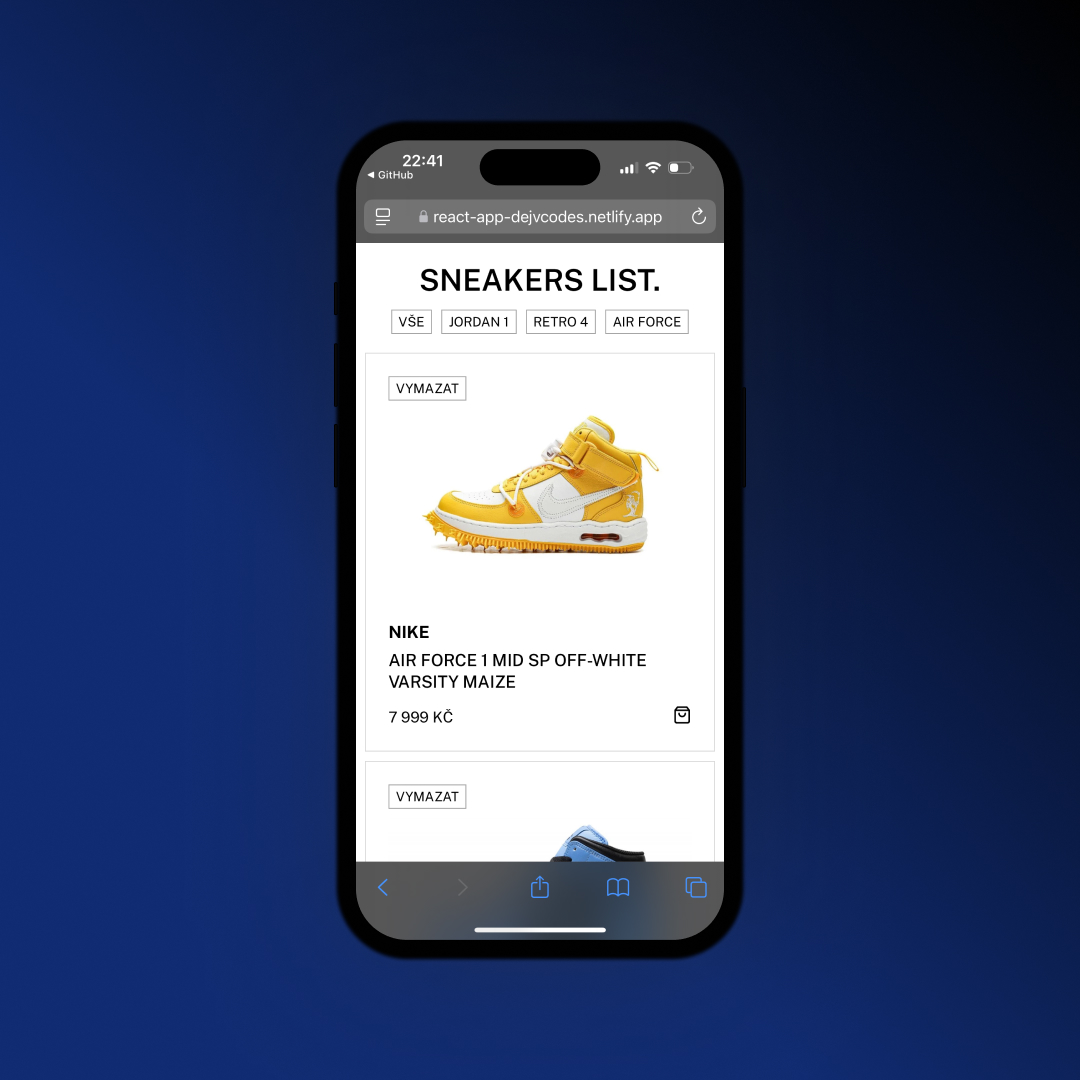 22:41
◀ GitHub
react-app-dejvcodes.netlify.app
SNEAKERS LIST.
VŠE JORDAN 1 RETRO 4 AIR FORCE
VYMAZAT
NIKE
AIR FORCE 1 MID SP OFF-WHITE
VARSITY MAIZE
7 999 KČ
VYMAZAT